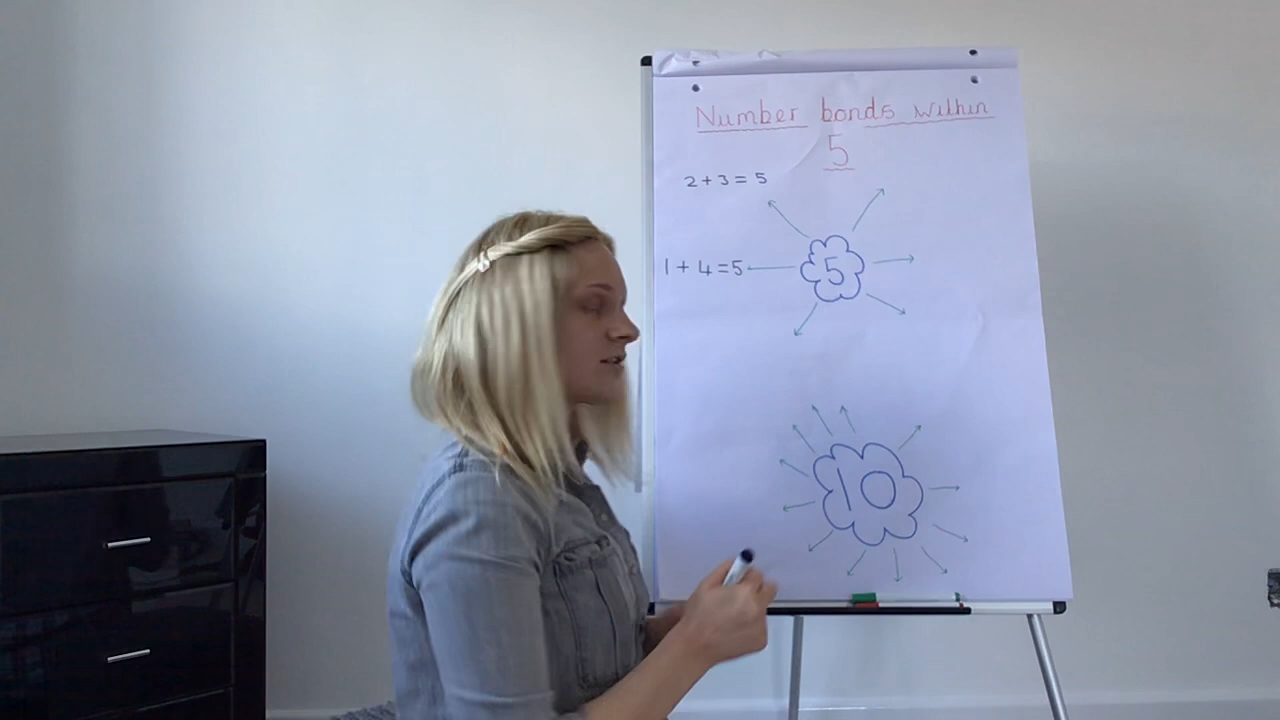 Number bonds within
5
2 + 3 = 5
1 + 4 = 5
5
10